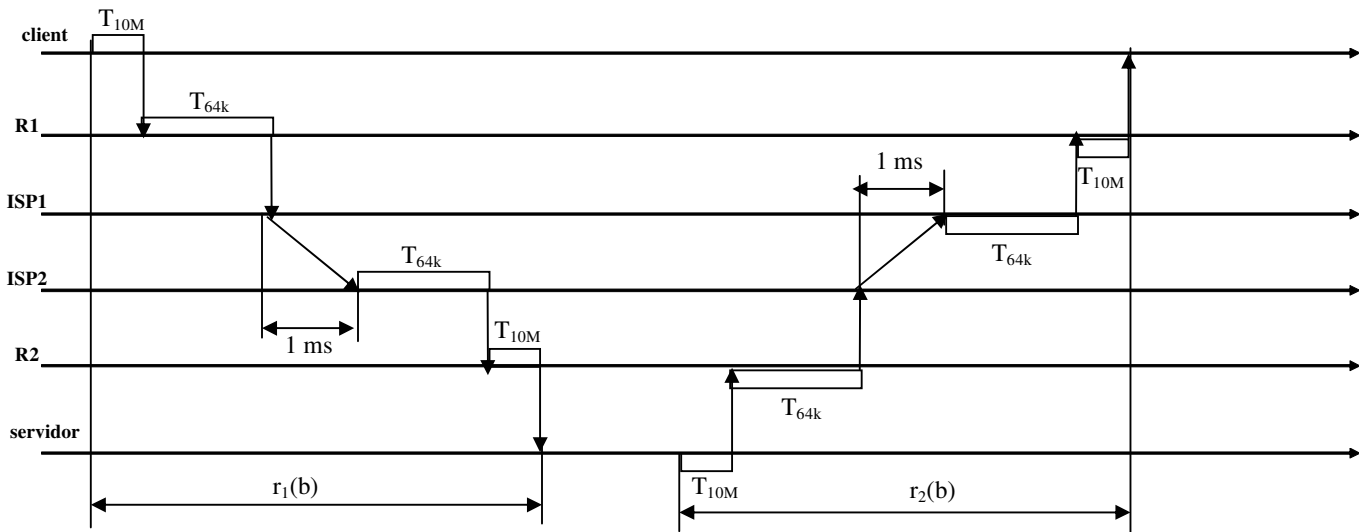 T10M
client
T64k
R1
1 ms
T10M
ISP1
T64k
T64k
ISP2
1 ms
T10M
R2
T64k
servidor
T10M
r1(b)
r2(b)